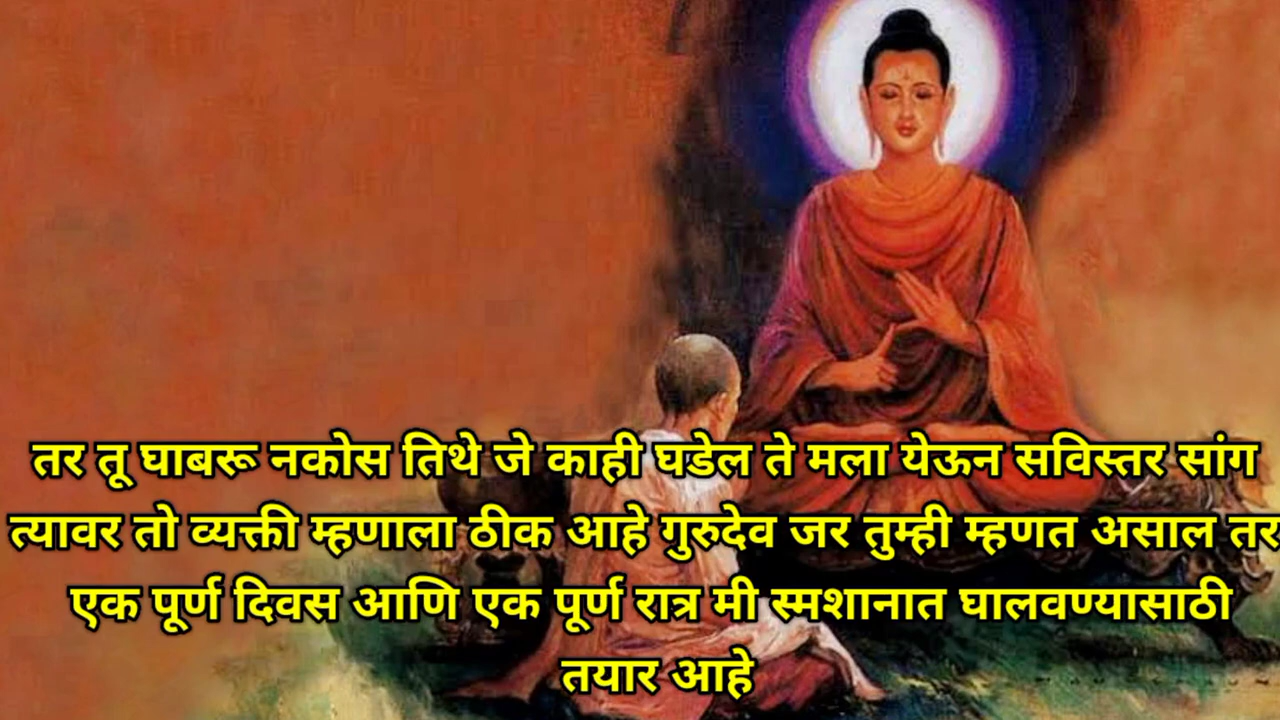 तर तू घाबरू नकोस तिथे जे काही घडेल ते मला येऊन सविस्तर सांग
त्यावर तो व्यक्ती म्हणाला ठीक आहे गुरुदेव जर तुम्ही म्हणत असाल तर
एक पूर्ण दिवस आणि एक पूर्ण रात्र मी स्मशानात घालवण्यासाठी
तयार आहे